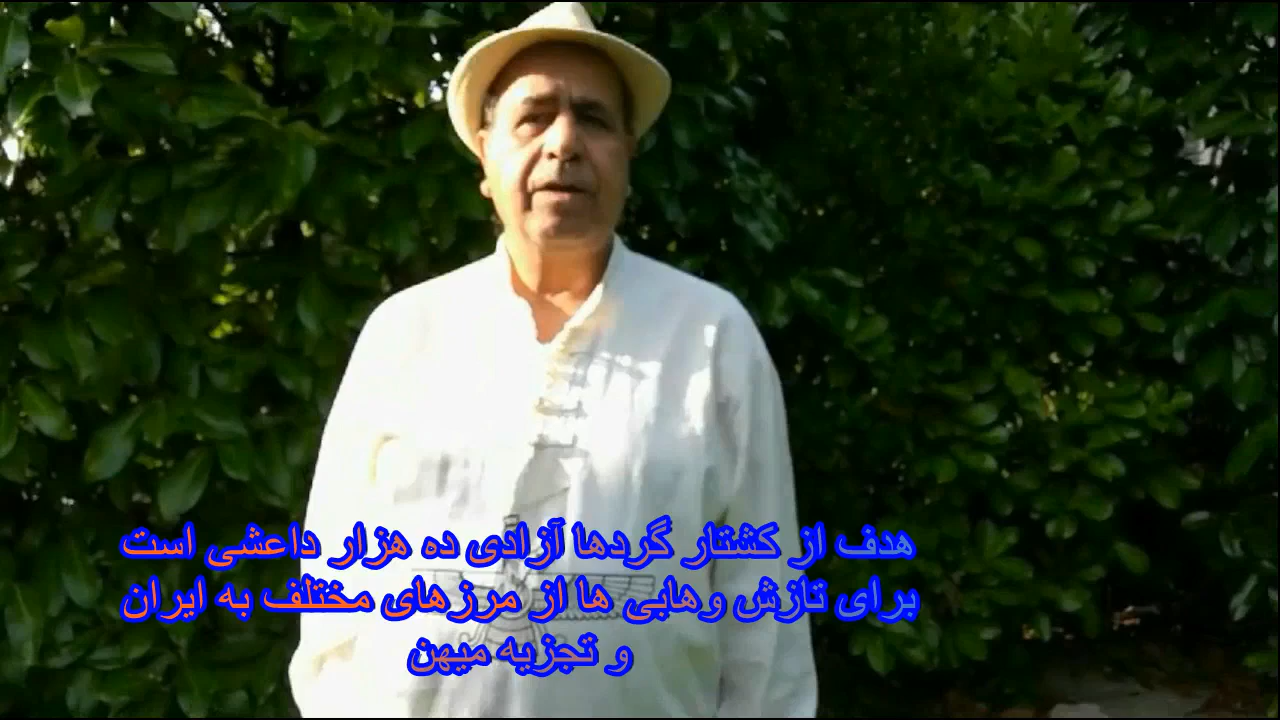 هدف از کشتار گردها آزادی ده هزار داعشی است
برای تازش وهابی ها از مرزهای مختلف به ایران
و تجزیه میهن